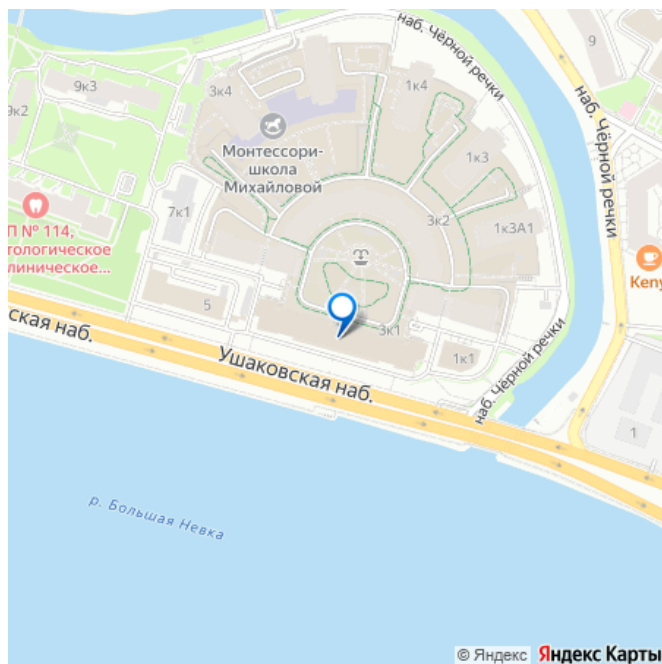 наб. Чёрной речки
9
9к3
3к4
1к4
9к2
наб. Чёрной речки
Монтессори-
школа
Михайловой
1к3
7к1
3к2
1к3А1
П № 114,
тологическое
линическое...
Keny
5
3к1
1к1
ская наб.
Ушаковская наб.
наб. Чёрной речки
1
р. Большая Невка
© Яндекс Яндекс Карты